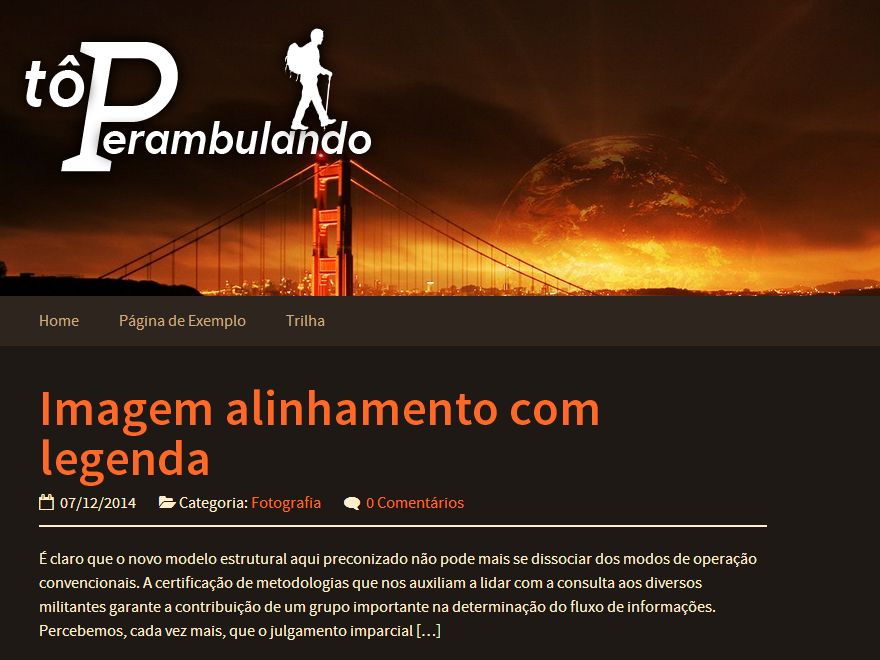 tô
Perambulando
Home Página de Exemplo Trilha
Imagem alinhamento com
legenda
07/12/2014 Categoria: Fotografia 0 Comentários
É claro que o novo modelo estrutural aqui preconizado não pode mais se dissociar dos modos de operação
convencionais. A certificação de metodologias que nos auxiliam a lidar com a consulta aos diversos
militantes garante a contribuição de um grupo importante na determinação do fluxo de informações.
Percebemos, cada vez mais, que o julgamento imparcial […]